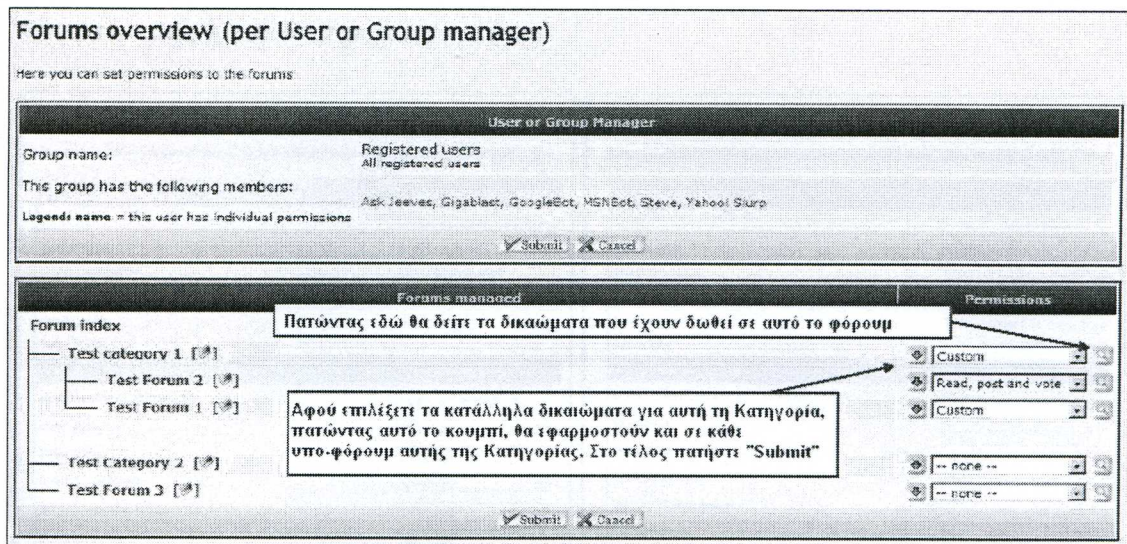 Forums overview (per User or Group manager)
Here you can set permissions to the forums
User or Group Manager
Group name:
Registered users
All registered users
This group has the following members:
Ask Jeeves, Gigablast, GoogleBot, MSNBot, Steve, Yahoo! Slurp
Legend: name = this user has individual permissions
Submit Cancel
Forums managed Permissions
Forum index
Πατώντας εδώ θα δείτε τα δικαώματα που έχουν δωθεί σε αυτό το φόρουμ
Test category 1 Custom
Test Forum 2 Read, post and vote
Test Forum 1 Custom
Αφού επιλέξετε τα κατάλληλα δικαιώματα για αυτή τη Κατηγορία,
πατώντας αυτό το κουμπί, θα εφαρμοστούν και σε κάθε
υπο-φόρουμ αυτής της Κατηγορίας. Στο τέλος πατήστε "Submit"
Test Category 2 -- none --
Test Forum 3 -- none --
Submit Cancel